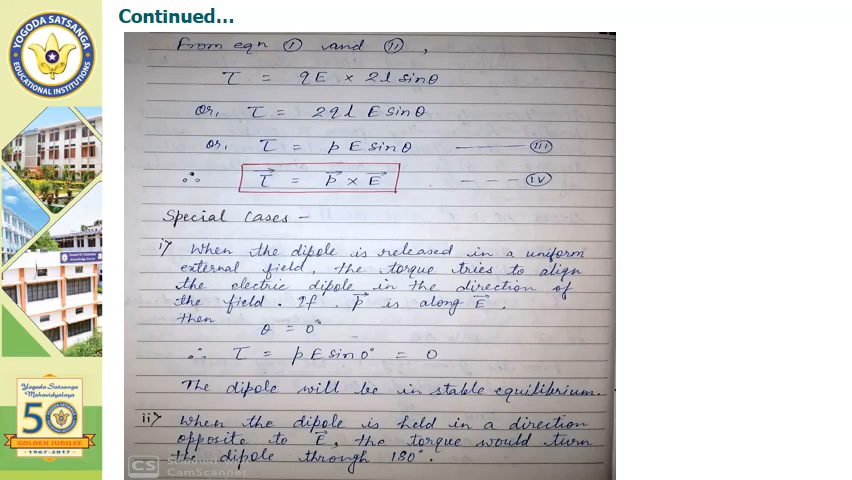 Continued...
YOGODA SATSANGA
EDUCATIONAL INSTITUTIONS
From eqn (I) and (II),
τ = qE × 2l sinθ
or, τ = 2ql E sinθ
or, τ = p E sinθ ——— (III)
∴ τ⃗ = p⃗ × E⃗ — — — (IV)
Special Cases –
i) When the dipole is released in a uniform
external field, the torque tries to align
the electric dipole in the direction of
the field. If, p⃗ is along E⃗,
then
θ = 0°
∴ τ = p E sin 0° = 0
The dipole will be in stable equilibrium.
ii) When the dipole is held in a direction
opposite to E⃗, the torque would turn
the dipole through 180°.
Yogoda Satsanga
Mahavidyalaya
50
GOLDEN JUBILEE
• 1967-2017 •
CS Scanned with
CamScanner